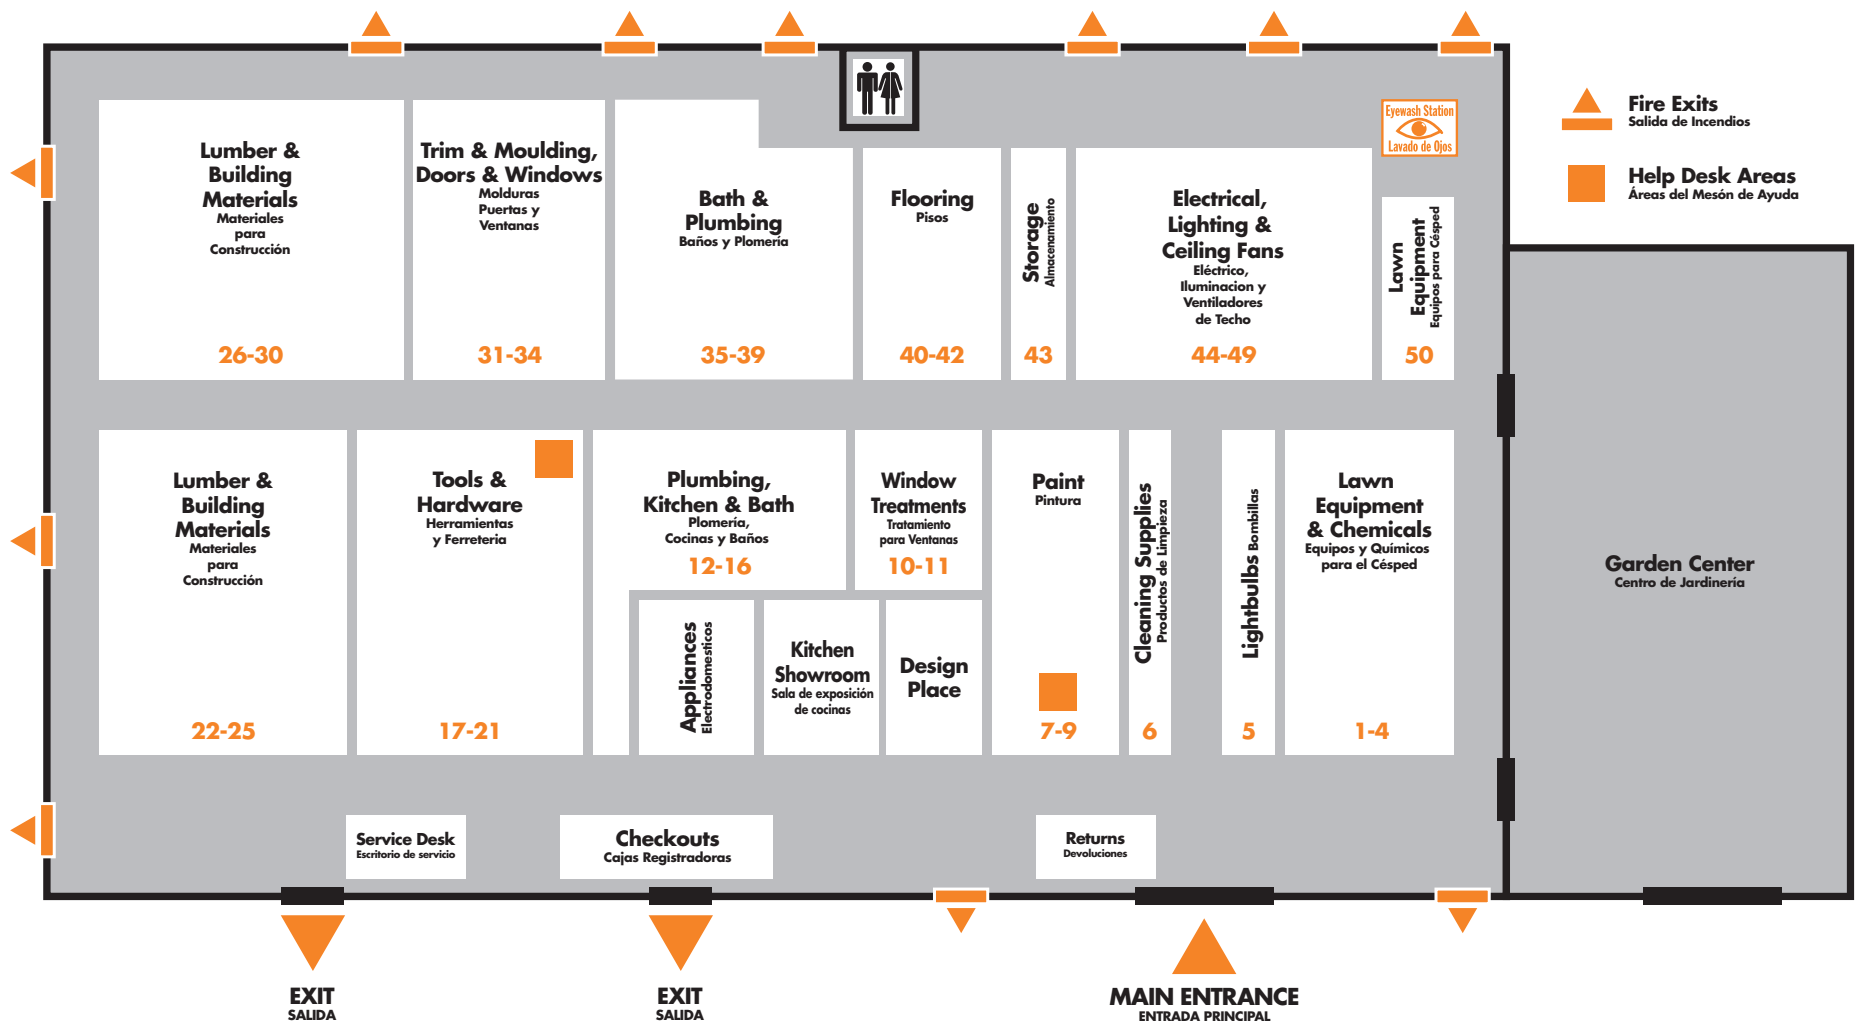 Lumber &
Building
Materials
Materiales
para
Construcción
26-30
Trim & Moulding,
Doors & Windows
Molduras
Puertas y
Ventanas
31-34
Bath &
Plumbing
Baños y Plomería
35-39
Flooring
Pisos
40-42
Storage
Almacenamiento
43
Electrical,
Lighting &
Ceiling Fans
Eléctrico,
Iluminacion y
Ventiladores
de Techo
44-49
Eyewash Station
Lavado de Ojos
Lawn
Equipment
Equipos para Césped
50
Fire Exits
Salida de Incendios
Help Desk Areas
Áreas del Mesón de Ayuda
Lumber &
Building
Materials
Materiales
para
Construcción
22-25
Tools &
Hardware
Herramientas
y Ferreteria
17-21
Plumbing,
Kitchen & Bath
Plomería,
Cocinas y Baños
12-16
Window
Treatments
Tratamiento
para Ventanas
10-11
Appliances
Electrodomesticos
Kitchen
Showroom
Sala de exposición
de cocinas
Design
Place
Paint
Pintura
7-9
Cleaning Supplies
Productos de Limpieza
6
Lightbulbs Bombillas
5
Lawn
Equipment
& Chemicals
Equipos y Químicos
para el Césped
1-4
Garden Center
Centro de Jardinería
Service Desk
Escritorio de servicio
Checkouts
Cajas Registradoras
Returns
Devoluciones
EXIT
SALIDA
EXIT
SALIDA
MAIN ENTRANCE
ENTRADA PRINCIPAL